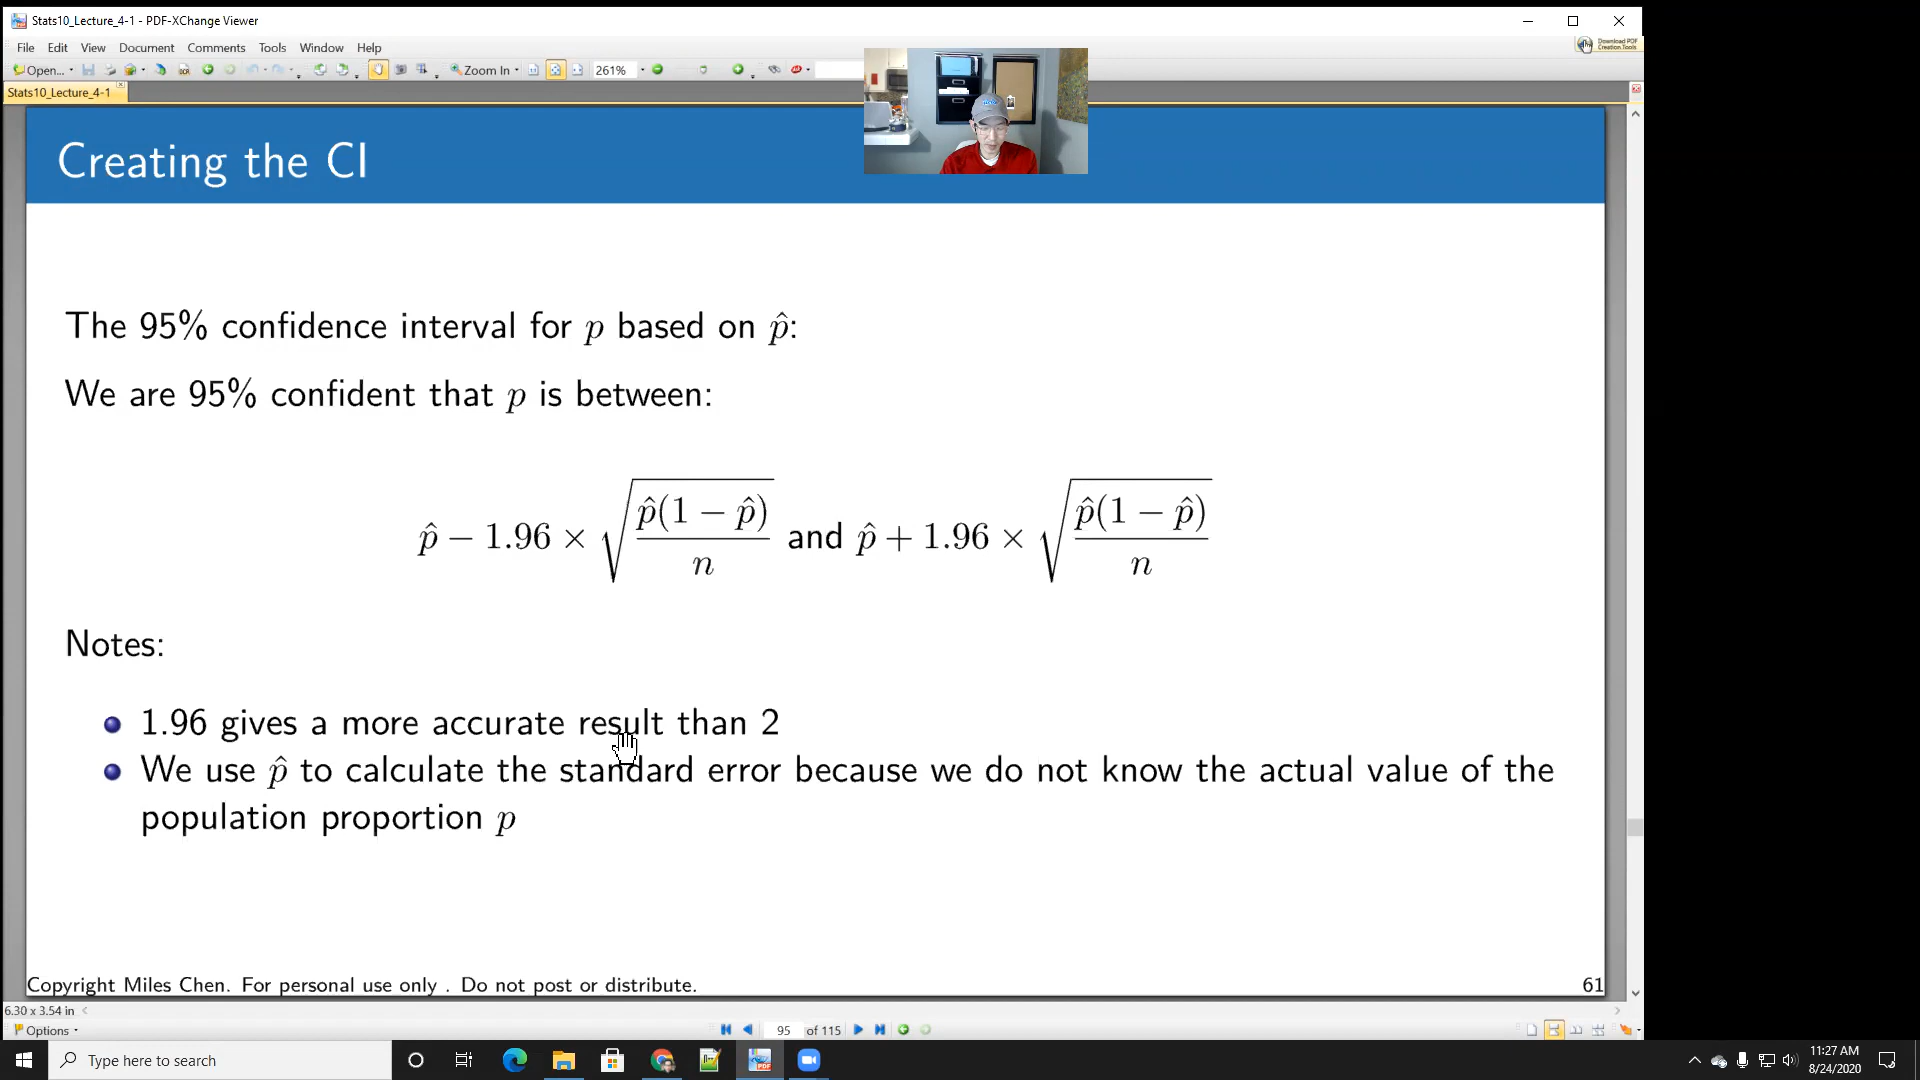 Stats10_Lecture_4-1 - PDF-XChange Viewer
File Edit View Document Comments Tools Window Help
Download PDF
Creation Tools
Open... Zoom In 261%
Stats10_Lecture_4-1
Creating the CI
The 95% confidence interval for p based on p̂:
We are 95% confident that p is between:
p̂ − 1.96 × √(p̂(1 − p̂)/n) and p̂ + 1.96 × √(p̂(1 − p̂)/n)
Notes:
1.96 gives a more accurate result than 2
We use p̂ to calculate the standard error because we do not know the actual value of the
population proportion p
Copyright Miles Chen. For personal use only . Do not post or distribute. 61
6.30 x 3.54 in
Options 95 of 115
Type here to search
11:27 AM
8/24/2020